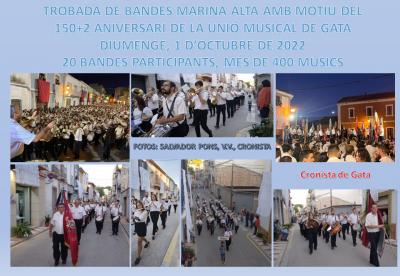 TROBADA DE BANDES MARINA ALTA AMB MOTIU DEL
150+2 ANIVERSARI DE LA UNIO MUSICAL DE GATA
DIUMENGE, 1 D'OCTUBRE DE 2022
20 BANDES PARTICIPANTS, MES DE 400 MUSICS
FOTOS: SALVADOR PONS, V.V., CRONISTA
Cronista de Gata